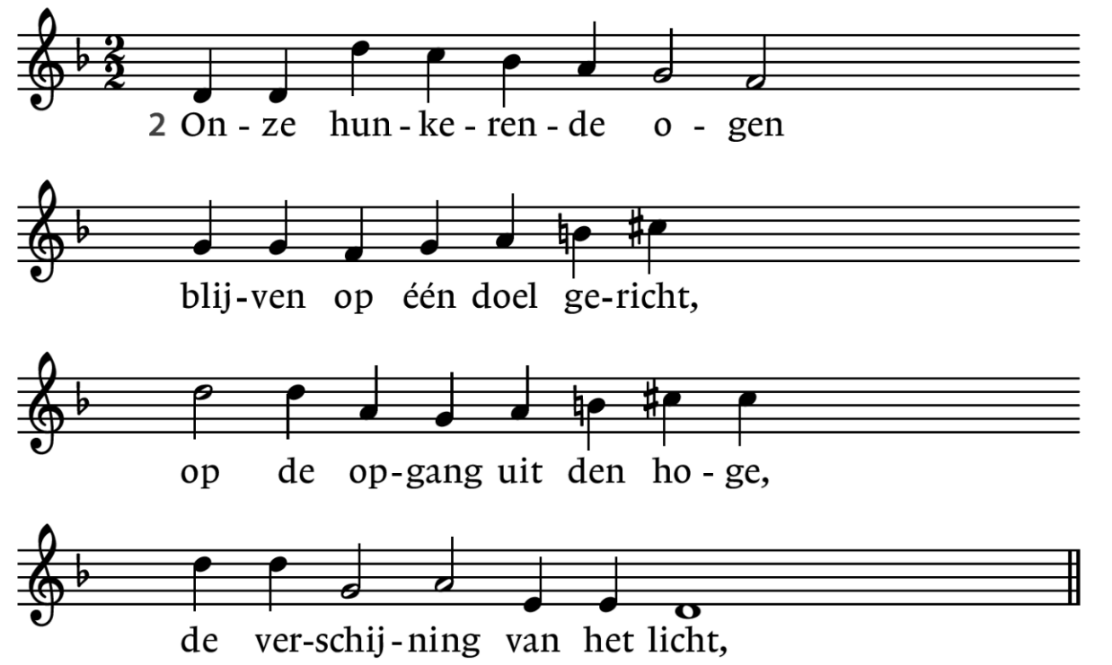 2 On - ze hun - ke - ren - de o - gen
blij - ven op één doel ge - richt,
op de op - gang uit den ho - ge,
de ver - schij - ning van het licht,